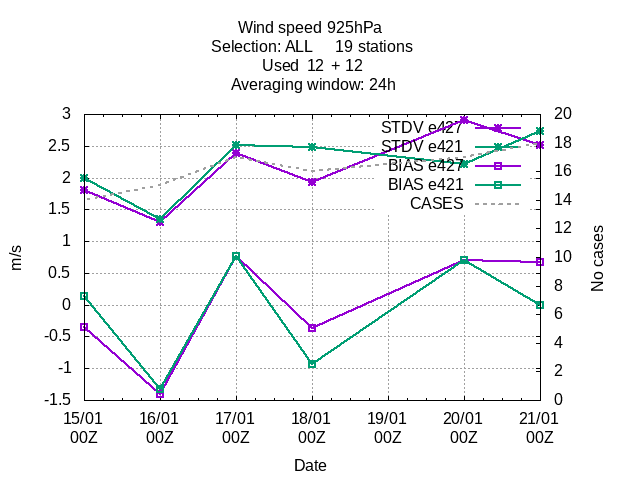 Wind speed 925hPa
Selection: ALL 19 stations
Used 12 + 12
Averaging window: 24h
3
2.5
2
1.5
1
0.5
0
-0.5
-1
-1.5
m/s
20
18
16
14
12
10
8
6
4
2
0
No cases
STDV e427
STDV e421
BIAS e427
BIAS e421
CASES
15/01 16/01 17/01 18/01 19/01 20/01 21/01
00Z 00Z 00Z 00Z 00Z 00Z 00Z
Date